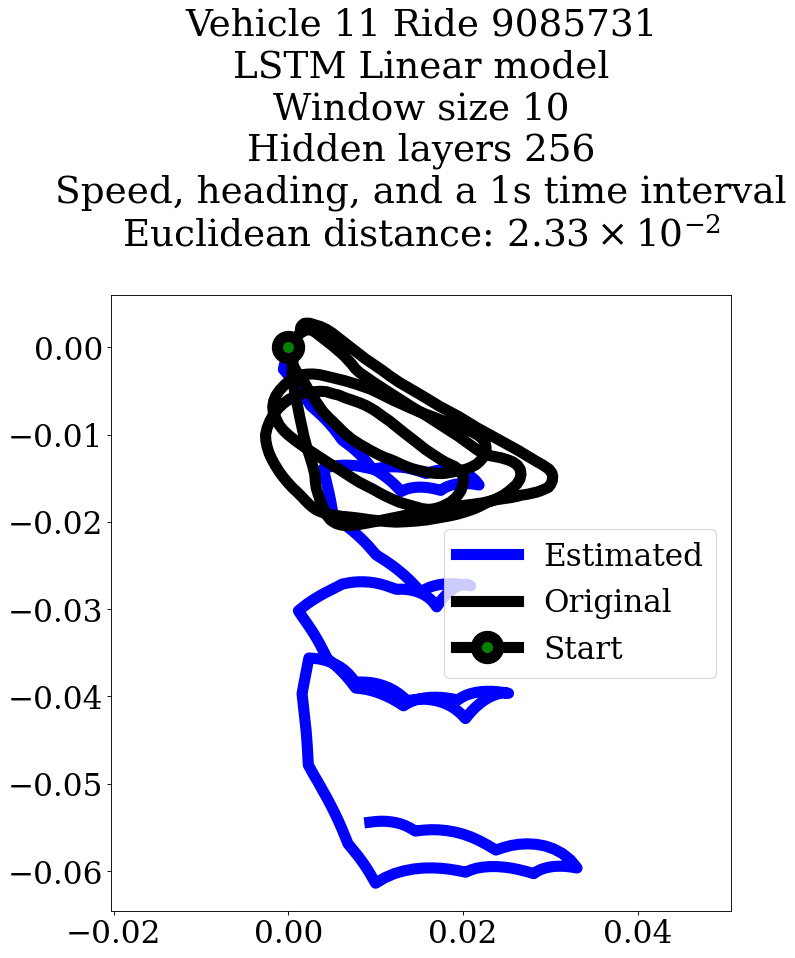 Vehicle 11 Ride 9085731
LSTM Linear model
Window size 10
Hidden layers 256
Speed, heading, and a 1s time interval
Euclidean distance: 2.33 × 10⁻²
0.00
−0.01
−0.02
−0.03
−0.04
−0.05
−0.06
Estimated
Original
Start
−0.02 0.00 0.02 0.04